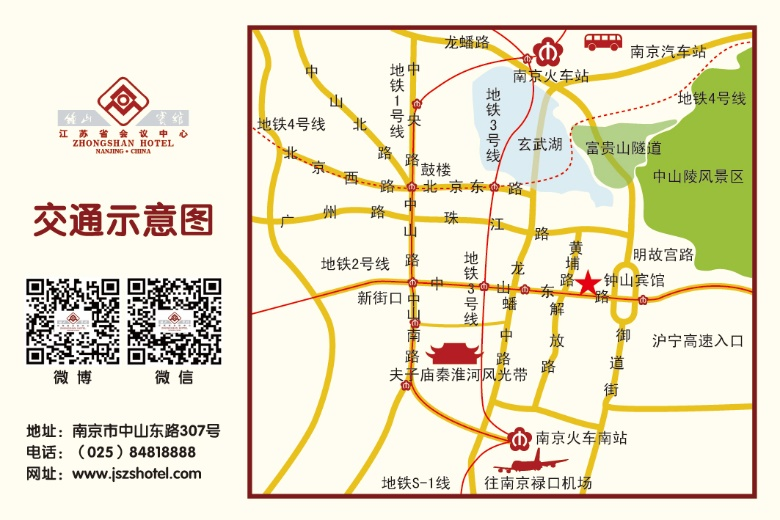 钟山宾馆
江苏省会议中心
ZHONGSHAN HOTEL
NANJING • CHINA
交通示意图
微博
微信
地址：南京市中山东路307号
电话：（025）84818888
网址：www.jszshotel.com
龙蟠路
南京火车站
南京汽车站
中山北路
地铁1号线
中央路
地铁3号线
地铁4号线
地铁4号线
玄武湖
富贵山隧道
中山陵风景区
北京西路
鼓楼
北京东路
广州路
珠江路
中山路
地铁2号线
地铁3号线
黄埔路
明故宫路
钟山宾馆
新街口
中山东路
龙蟠中路
解放路
御道街
沪宁高速入口
中山南路
夫子庙秦淮河风光带
南京火车南站
地铁S-1线
往南京禄口机场